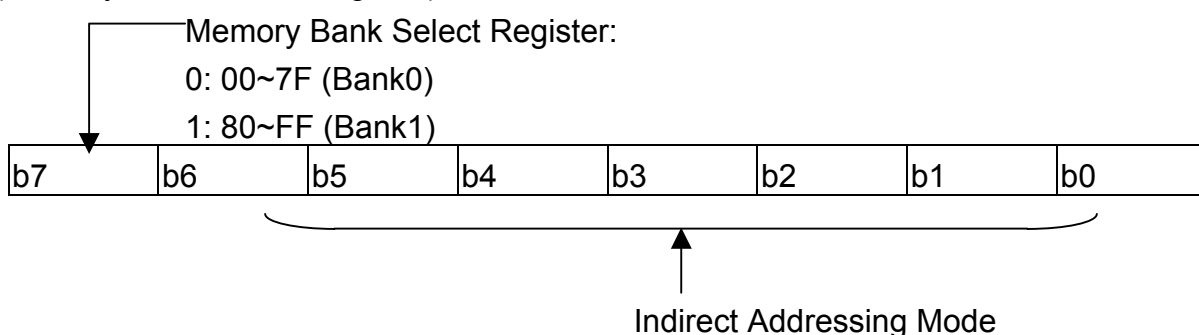 Memory Bank Select Register:
0: 00~7F (Bank0)
1: 80~FF (Bank1)
b7 b6 b5 b4 b3 b2 b1 b0
Indirect Addressing Mode